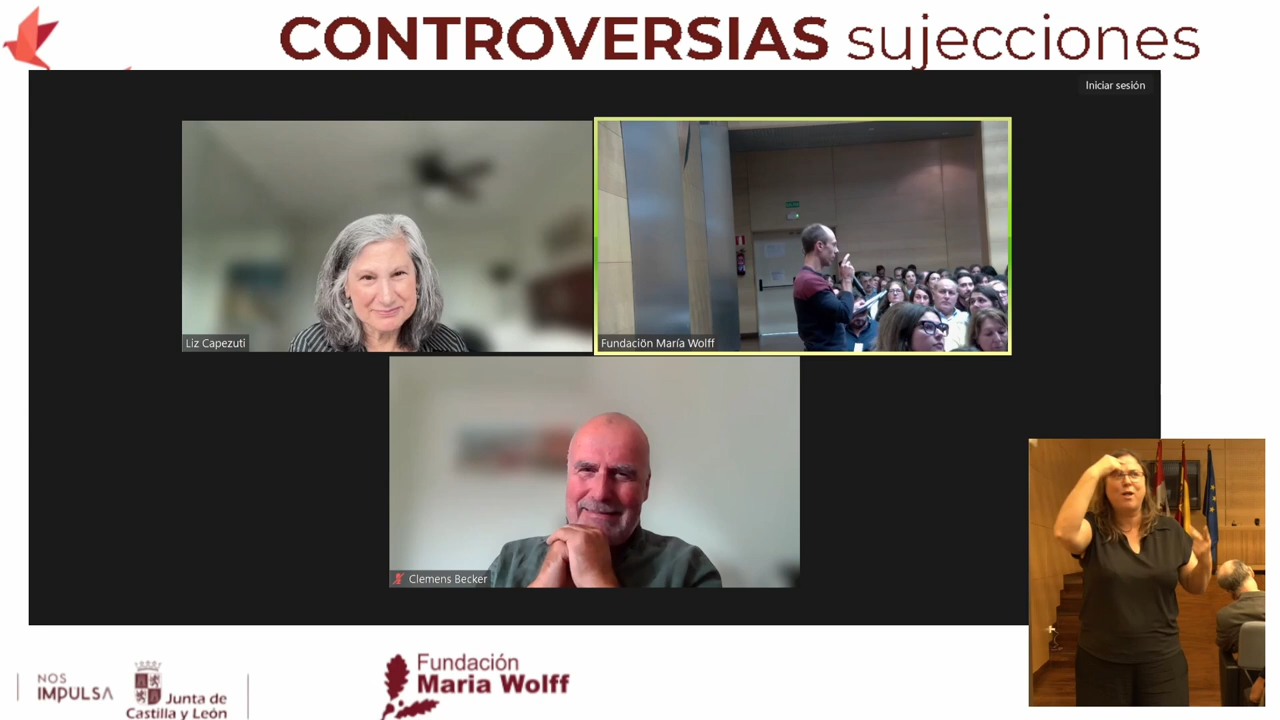 CONTROVERSIAS sujecciones
Iniciar sesión
Liz Capezuti
Fundación María Wolff
Clemens Becker
NOS
IMPULSA
Junta de
Castilla y León
Fundación
Maria Wolff